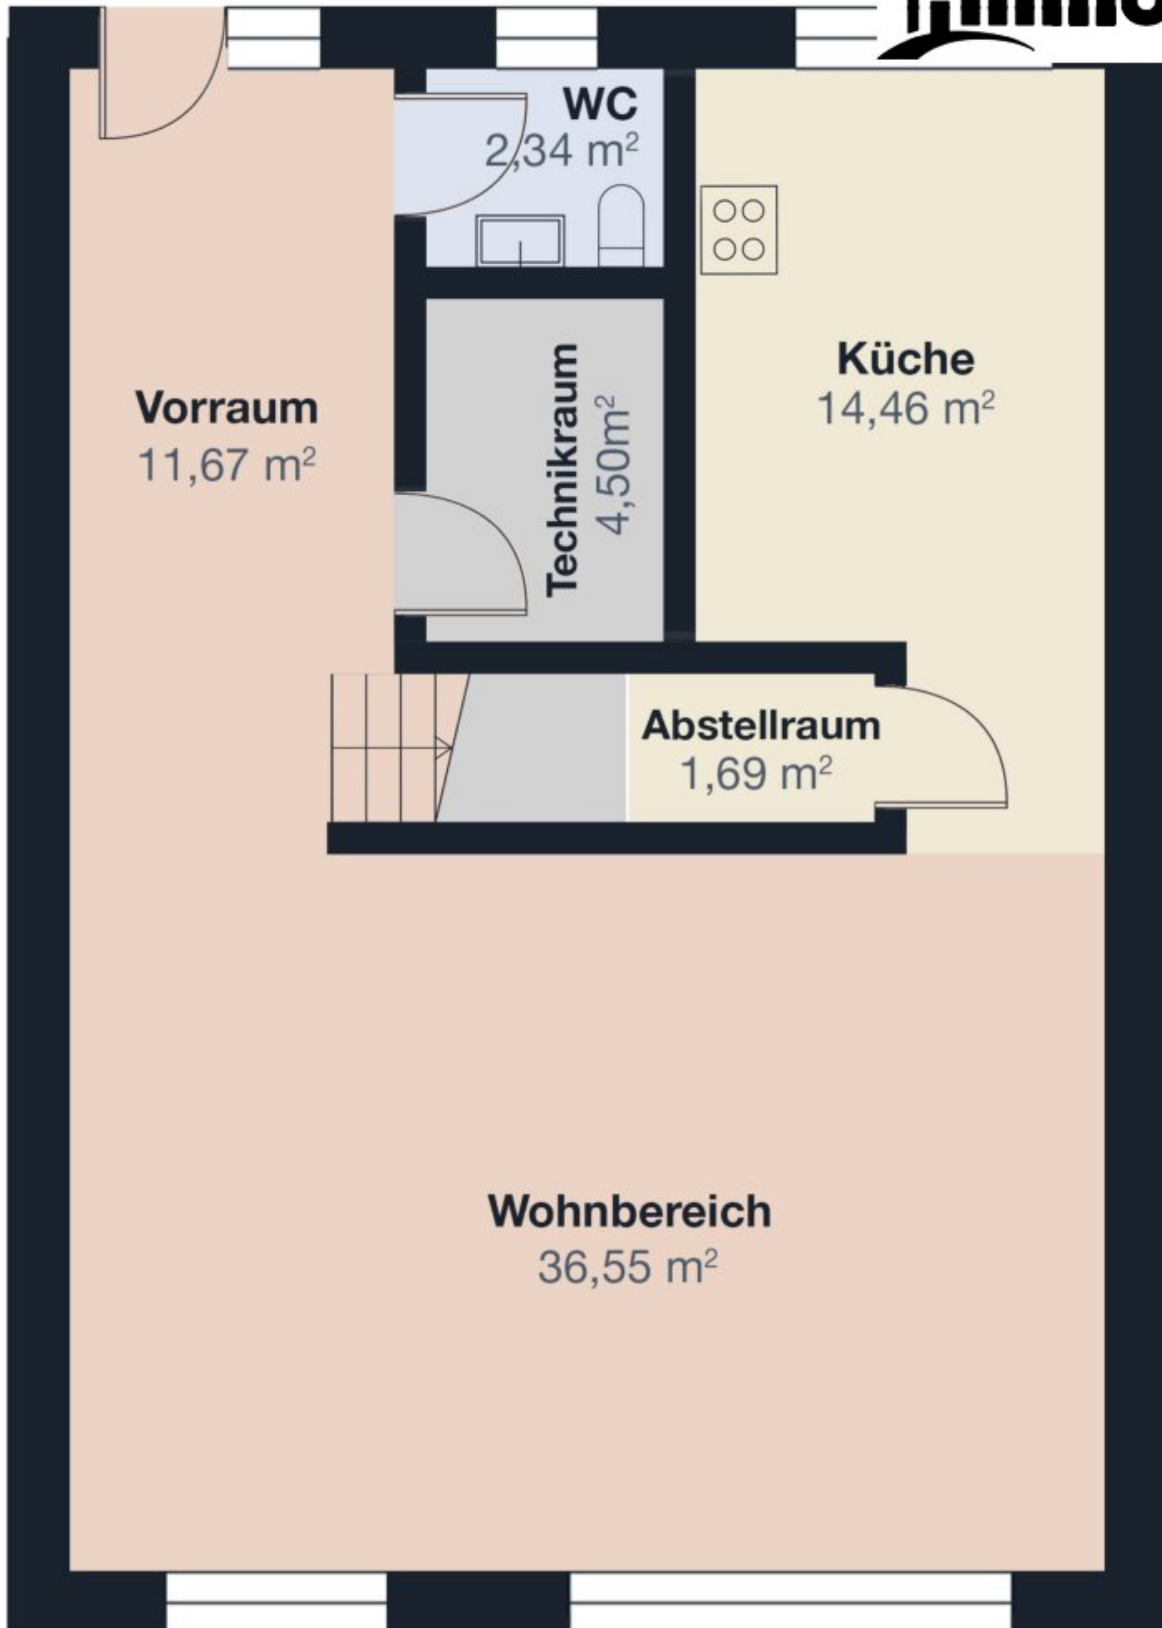 WC
2,34 m²
Küche
14,46 m²
Vorraum
11,67 m²
Technikraum
4,50m²
Abstellraum
1,69 m²
Wohnbereich
36,55 m²